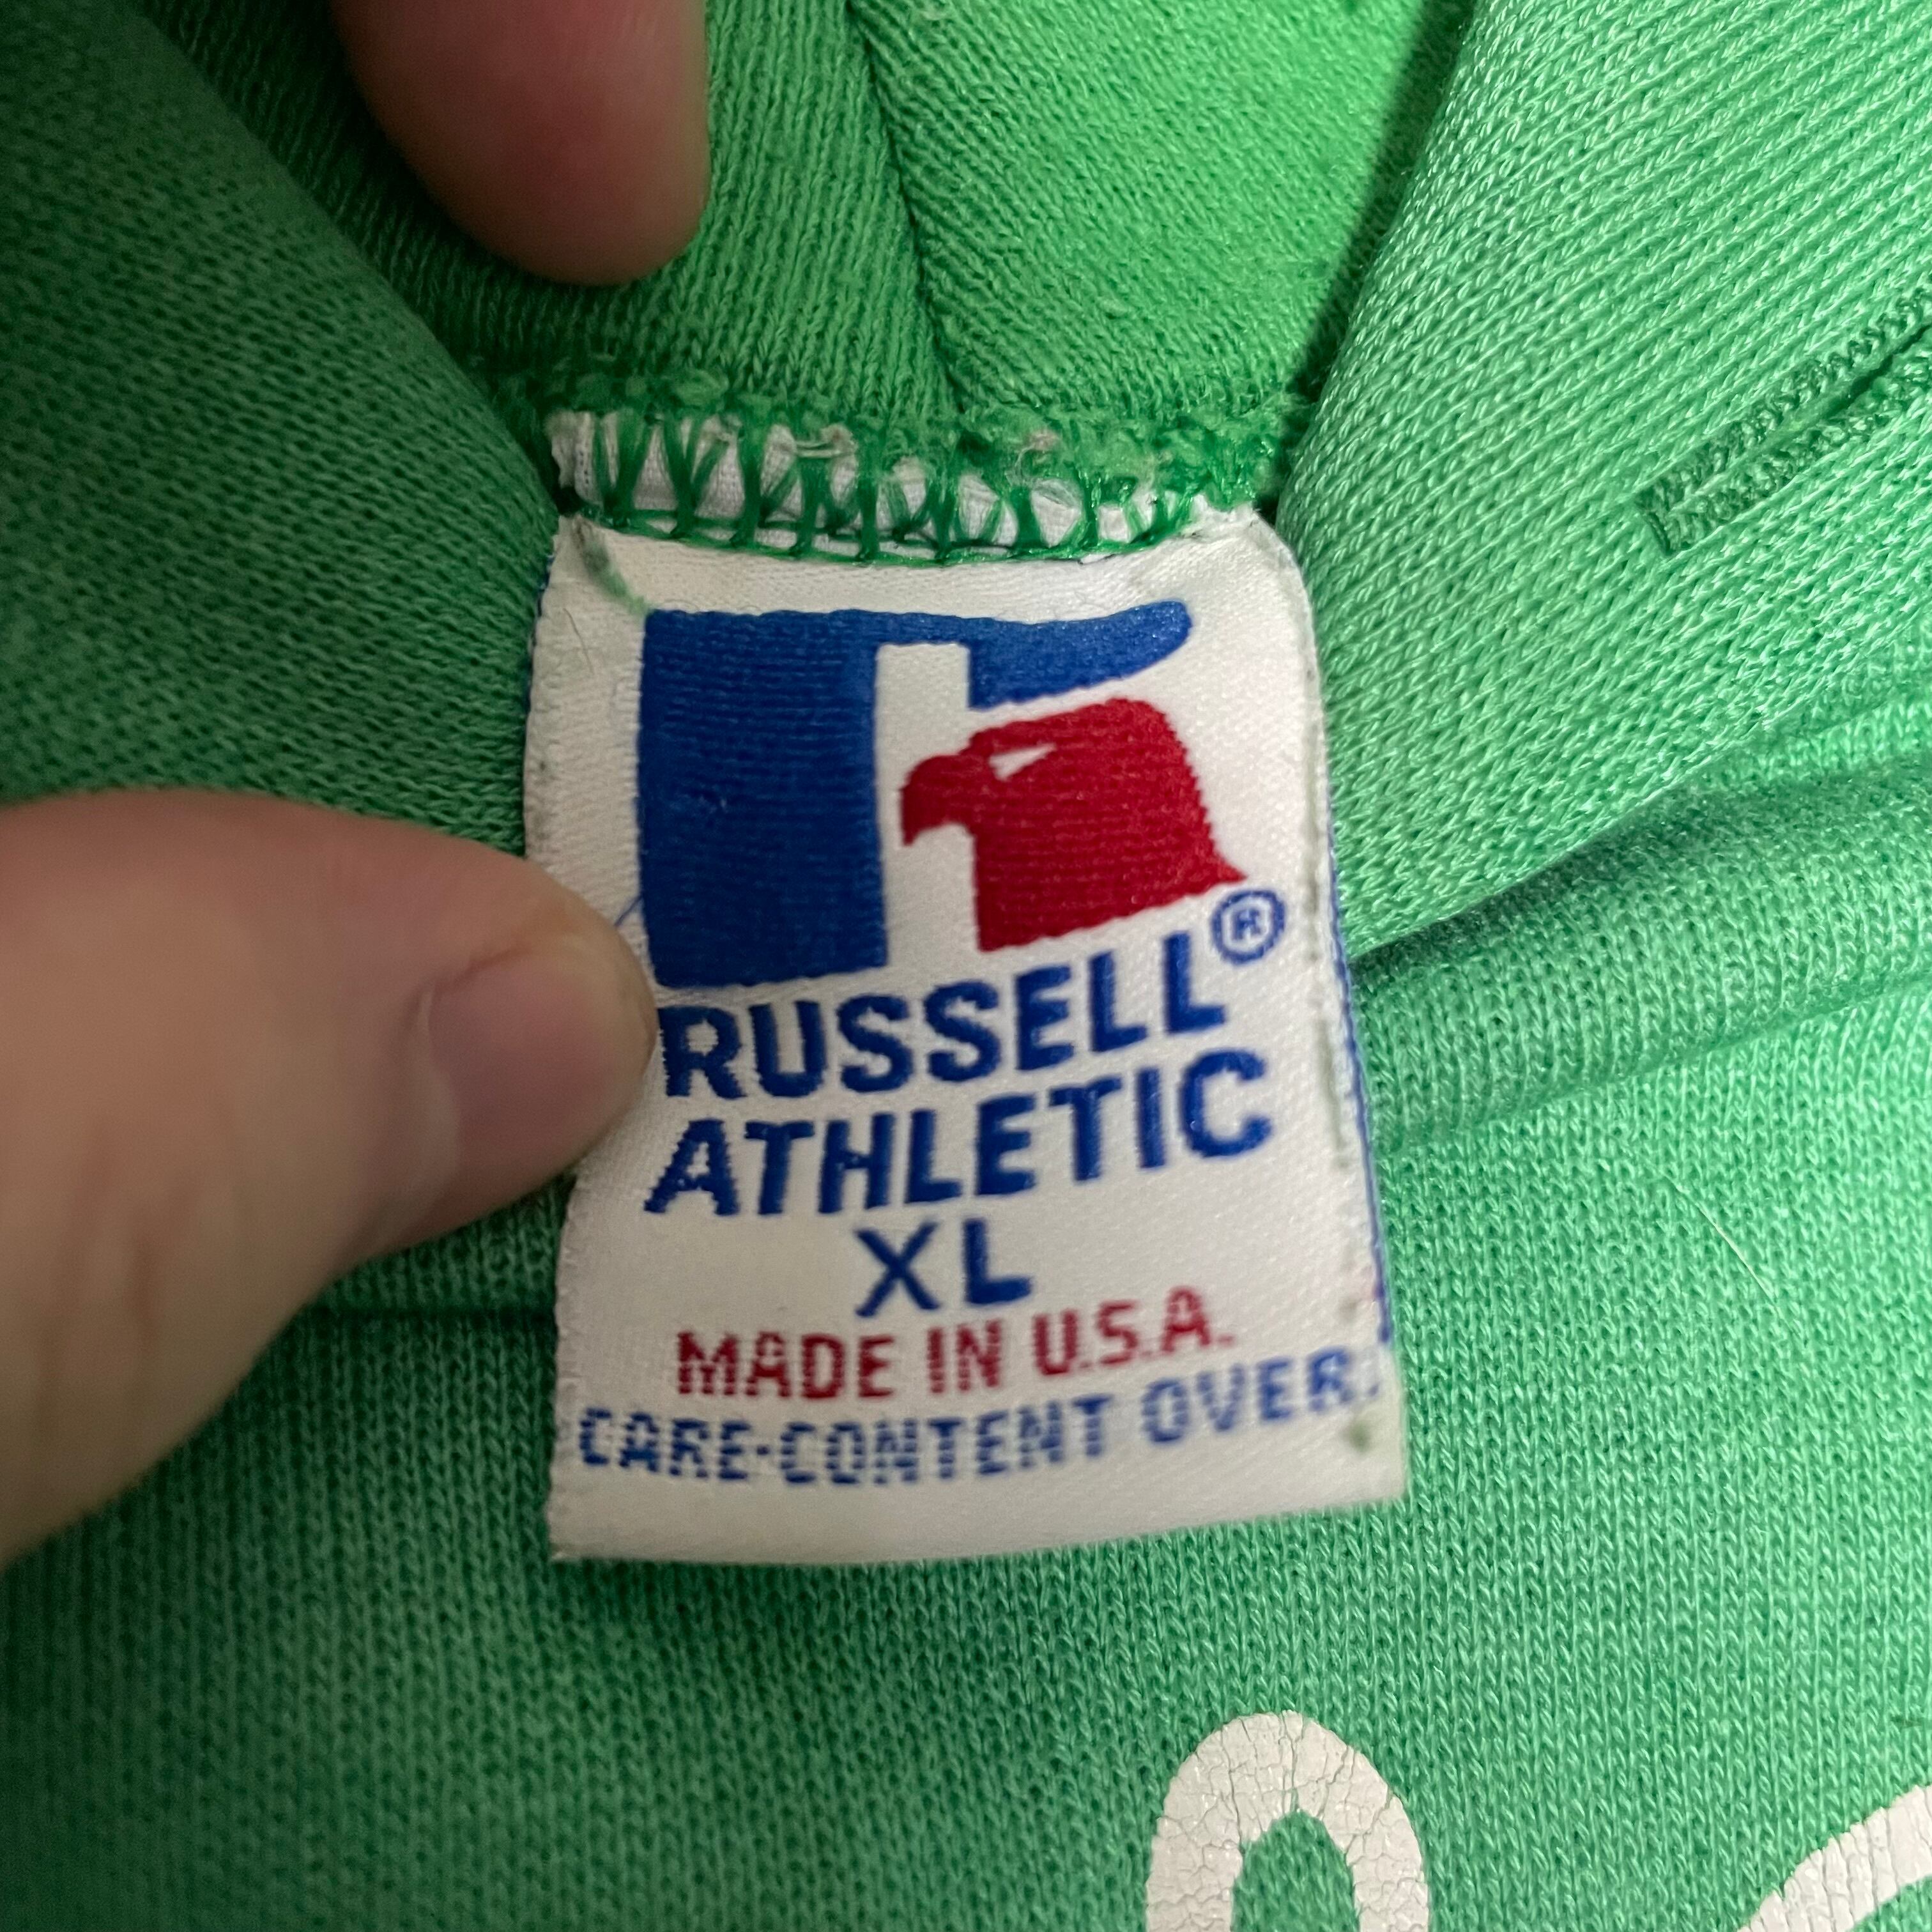 ®
RUSSELL
ATHLETIC
XL
MADE IN U.S.A.
CARE-CONTENT OVER.